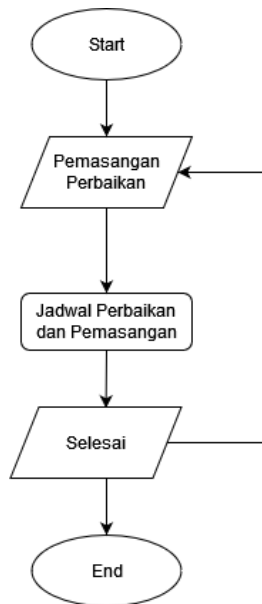 Start
Pemasangan
Perbaikan
Jadwal Perbaikan
dan Pemasangan
Selesai
End